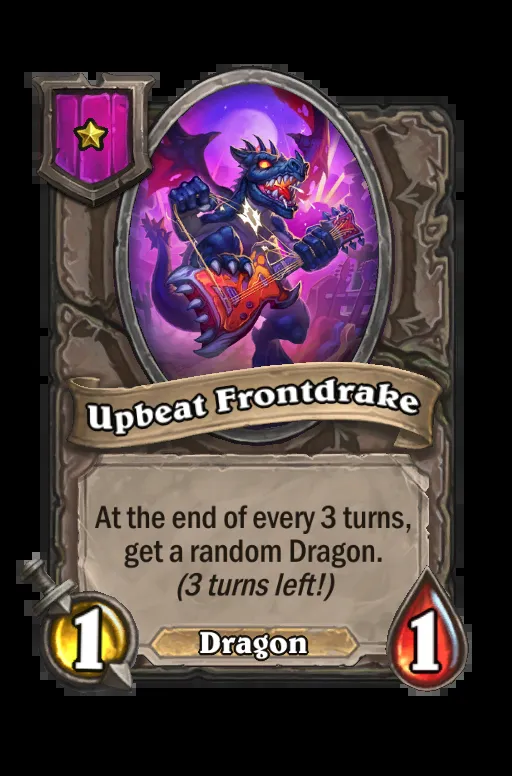 Upbeat Frontdrake
At the end of every 3 turns,
get a random Dragon.
(3 turns left!)
1
Dragon
1